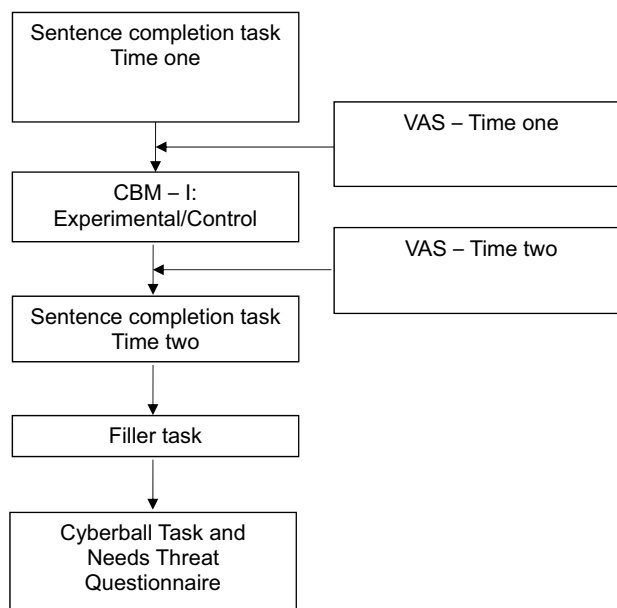 Sentence completion task
Time one
VAS – Time one
CBM – I:
Experimental/Control
VAS – Time two
Sentence completion task
Time two
Filler task
Cyberball Task and
Needs Threat
Questionnaire